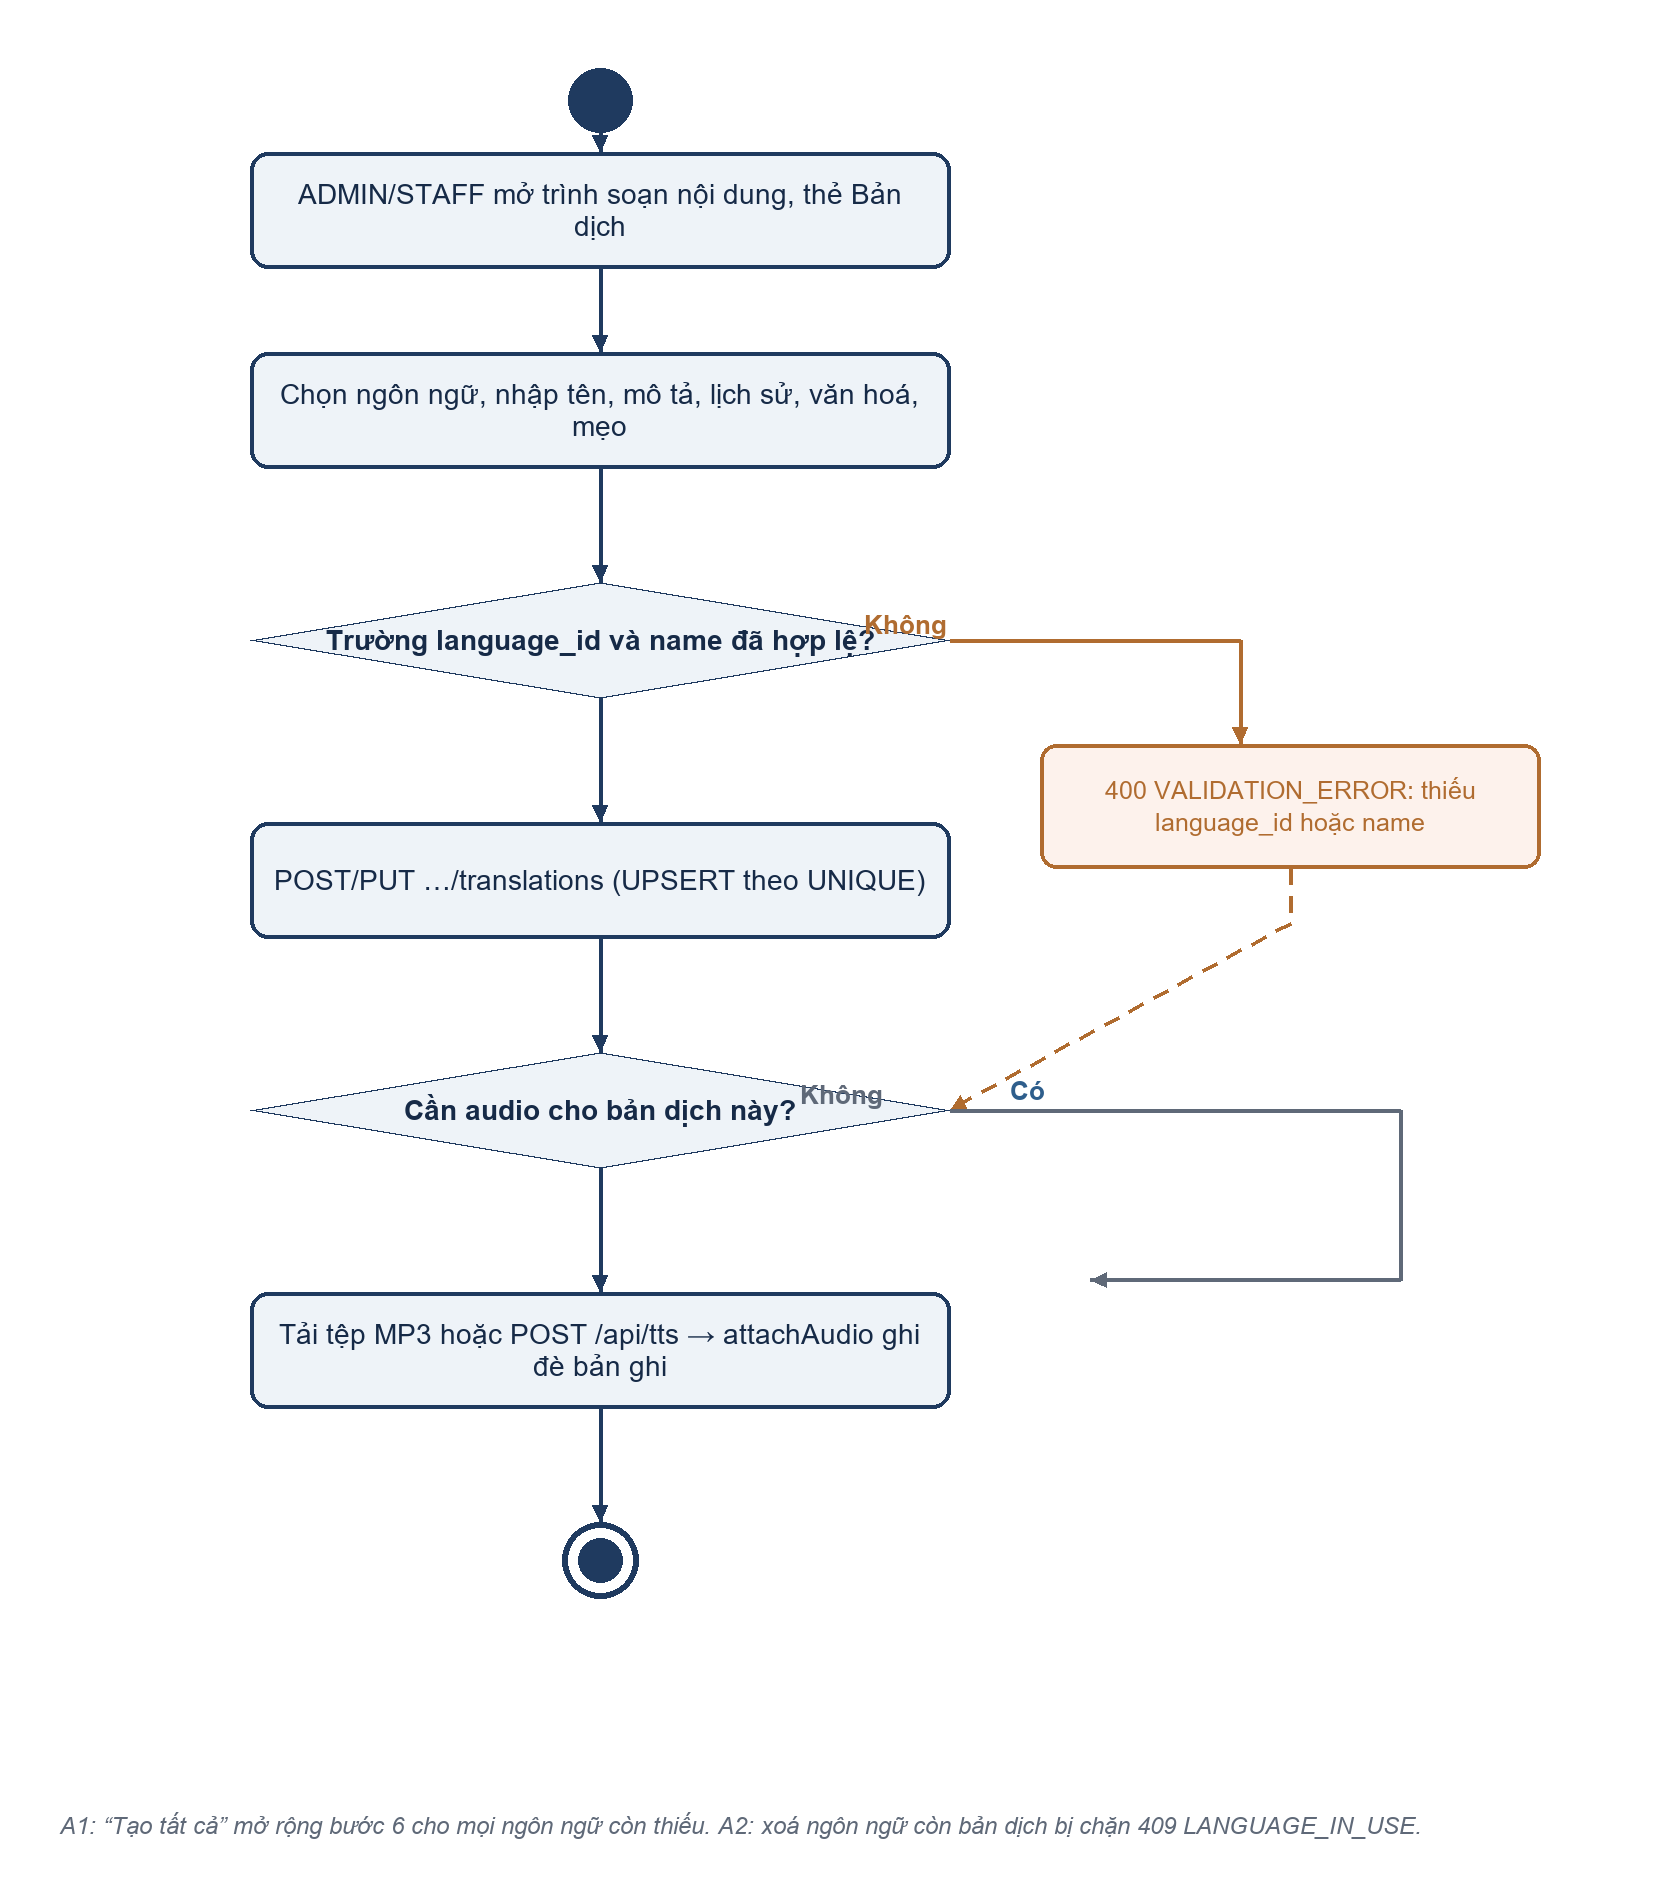 ADMIN/STAFF mở trình soạn nội dung, thẻ Bản
dịch
Chọn ngôn ngữ, nhập tên, mô tả, lịch sử, văn hoá,
mẹo
Không
Trường language_id và name đã hợp lệ?
400 VALIDATION_ERROR: thiếu
language_id hoặc name
POST/PUT …/translations (UPSERT theo UNIQUE)
Không
Có
Cần audio cho bản dịch này?
Tải tệp MP3 hoặc POST /api/tts → attachAudio ghi
đè bản ghi
A1: “Tạo tất cả” mở rộng bước 6 cho mọi ngôn ngữ còn thiếu. A2: xoá ngôn ngữ còn bản dịch bị chặn 409 LANGUAGE_IN_USE.